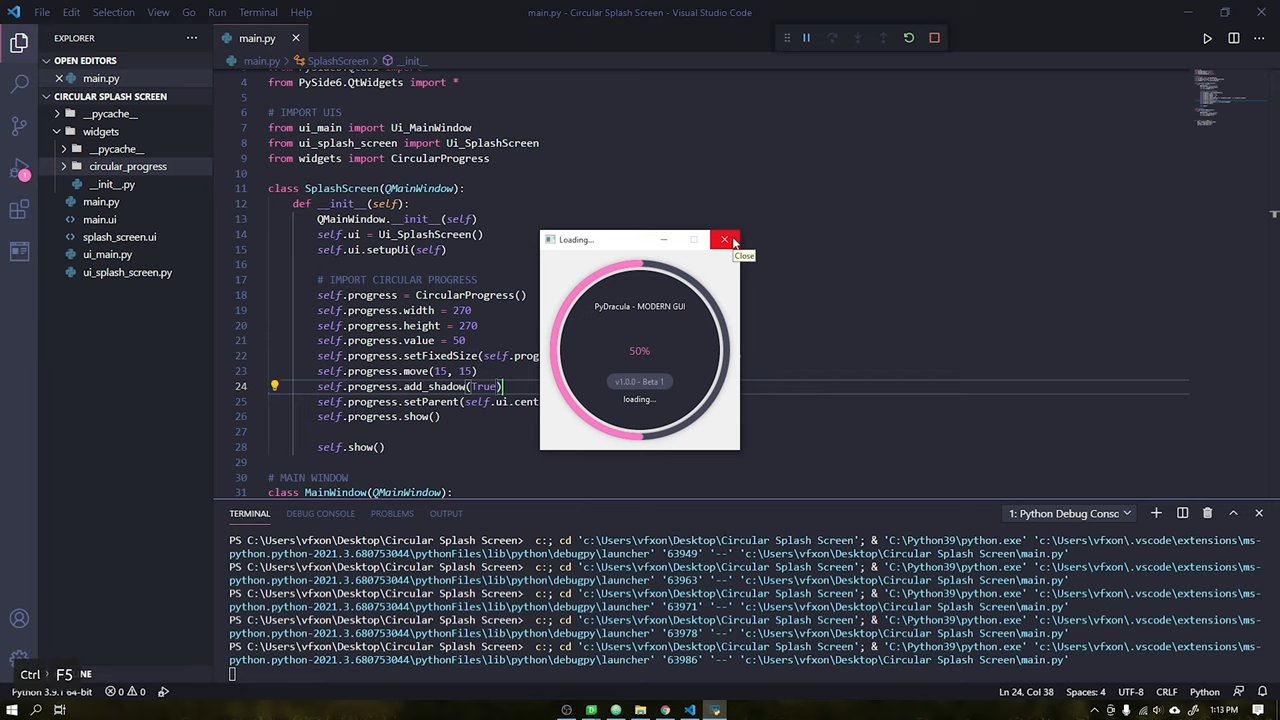 File Edit Selection View Go Run Terminal Help
main.py - Circular Splash Screen - Visual Studio Code
EXPLORER
OPEN EDITORS
main.py
CIRCULAR SPLASH SCREEN
__pycache__
widgets
__pycache__
circular_progress
__init__.py
main.py
main.ui
splash_screen.ui
ui_main.py
ui_splash_screen.py
main.py
main.py > SplashScreen > __init__
4 from PySide6.QtWidgets import *
5
6 # IMPORT UIS
7 from ui_main import Ui_MainWindow
8 from ui_splash_screen import Ui_SplashScreen
9 from widgets import CircularProgress
10
11 class SplashScreen(QMainWindow):
12 def __init__(self):
13 QMainWindow.__init__(self)
14 self.ui = Ui_SplashScreen()
15 self.ui.setupUi(self)
16
17 # IMPORT CIRCULAR PROGRESS
18 self.progress = CircularProgress()
19 self.progress.width = 270
20 self.progress.height = 270
21 self.progress.value = 50
22 self.progress.setFixedSize(self.prog
23 self.progress.move(15, 15)
24 self.progress.add_shadow(True)
25 self.progress.setParent(self.ui.cent
26 self.progress.show()
27
28 self.show()
29
30 # MAIN WINDOW
31 class MainWindow(QMainWindow):
Loading...
Close
PyDracula - MODERN GUI
50%
v1.0.0 - Beta 1
loading...
TERMINAL DEBUG CONSOLE PROBLEMS OUTPUT
1: Python Debug Consc
PS C:\Users\vfxon\Desktop\Circular Splash Screen> c:; cd 'c:\Users\vfxon\Desktop\Circular Splash Screen'; & 'C:\Python39\python.exe' 'c:\Users\vfxon\.vscode\extensions\ms-
python.python-2021.3.680753044\pythonFiles\lib\python\debugpy\launcher' '63949' '--' 'c:\Users\vfxon\Desktop\Circular Splash Screen\main.py'
PS C:\Users\vfxon\Desktop\Circular Splash Screen> c:; cd 'c:\Users\vfxon\Desktop\Circular Splash Screen'; & 'C:\Python39\python.exe' 'c:\Users\vfxon\.vscode\extensions\ms-
python.python-2021.3.680753044\pythonFiles\lib\python\debugpy\launcher' '63963' '--' 'c:\Users\vfxon\Desktop\Circular Splash Screen\main.py'
PS C:\Users\vfxon\Desktop\Circular Splash Screen> c:; cd 'c:\Users\vfxon\Desktop\Circular Splash Screen'; & 'C:\Python39\python.exe' 'c:\Users\vfxon\.vscode\extensions\ms-
python.python-2021.3.680753044\pythonFiles\lib\python\debugpy\launcher' '63971' '--' 'c:\Users\vfxon\Desktop\Circular Splash Screen\main.py'
PS C:\Users\vfxon\Desktop\Circular Splash Screen> c:; cd 'c:\Users\vfxon\Desktop\Circular Splash Screen'; & 'C:\Python39\python.exe' 'c:\Users\vfxon\.vscode\extensions\ms-
python.python-2021.3.680753044\pythonFiles\lib\python\debugpy\launcher' '63978' '--' 'c:\Users\vfxon\Desktop\Circular Splash Screen\main.py'
PS C:\Users\vfxon\Desktop\Circular Splash Screen> c:; cd 'c:\Users\vfxon\Desktop\Circular Splash Screen'; & 'C:\Python39\python.exe' 'c:\Users\vfxon\.vscode\extensions\ms-
python.python-2021.3.680753044\pythonFiles\lib\python\debugpy\launcher' '63986' '--' 'c:\Users\vfxon\Desktop\Circular Splash Screen\main.py'
1
Ctrl F5 NE
Python 3.9.1 64-bit 0 0
Ln 24, Col 38 Spaces: 4 UTF-8 CRLF Python
1:13 PM